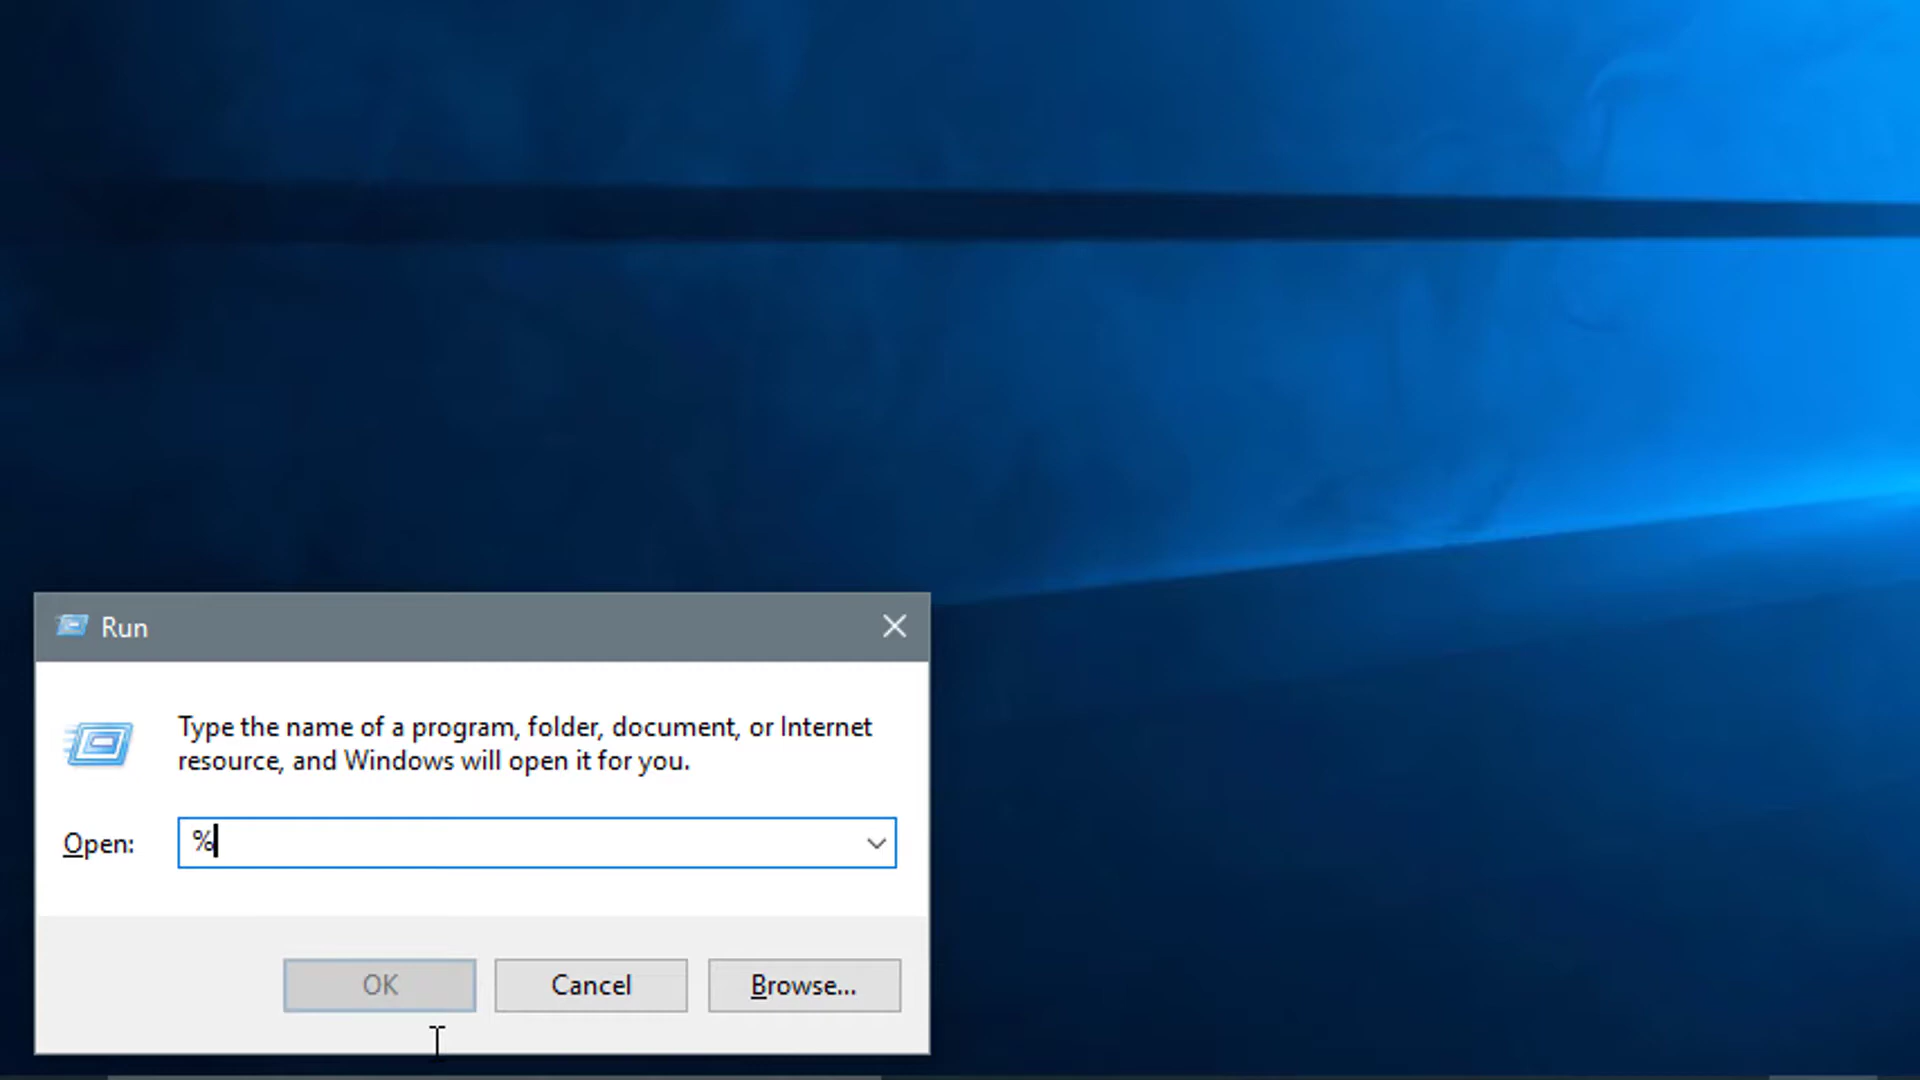 Run
Type the name of a program, folder, document, or Internet
resource, and Windows will open it for you.
Open: %
OK Cancel Browse...